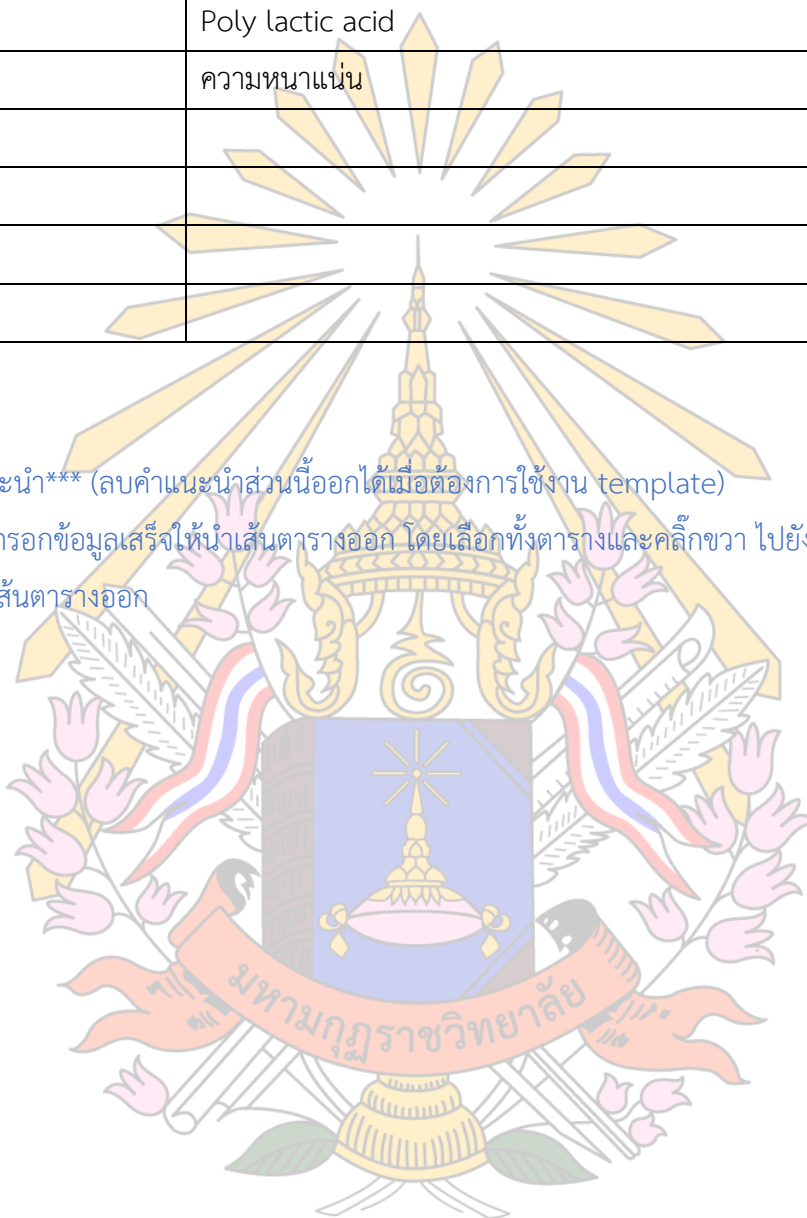 Poly lactic acid
ความหนาแน่น
ะนำ*** (ลบคำแนะนำส่วนนี้ออกได้เมื่อต้องการใช้งาน template)
กรอกข้อมูลเสร็จให้นำเส้นตารางออก โดยเลือกทั้งตารางและคลิ๊กขวา ไปยัง
ส้นตารางออก
มหามกุฏราชวิทยาลัย